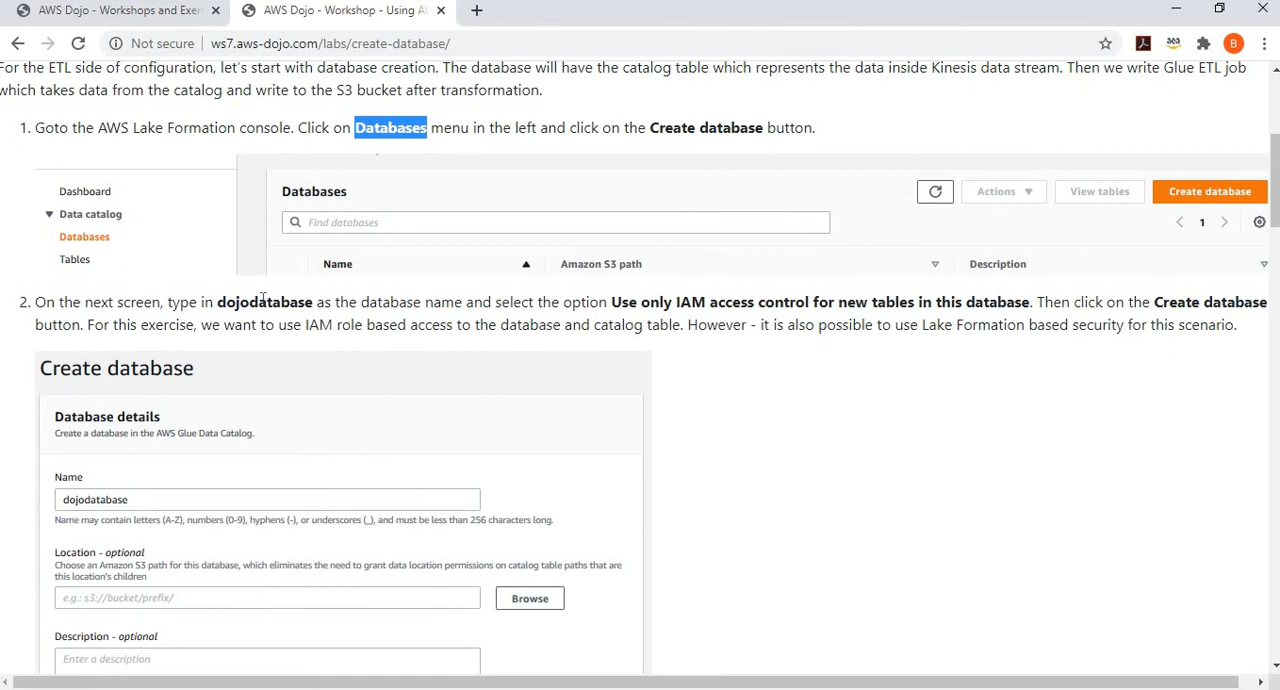 AWS Dojo - Workshops and Exer
AWS Dojo - Workshop - Using A
Not secure | ws7.aws-dojo.com/labs/create-database/
B
For the ETL side of configuration, let's start with database creation. The database will have the catalog table which represents the data inside Kinesis data stream. Then we write Glue ETL job
which takes data from the catalog and write to the S3 bucket after transformation.
1. Goto the AWS Lake Formation console. Click on Databases menu in the left and click on the Create database button.
Dashboard
Data catalog
Databases
Tables
Databases
Actions
View tables
Create database
Find databases
1
Name
Amazon S3 path
Description
2. On the next screen, type in dojodatabase as the database name and select the option Use only IAM access control for new tables in this database. Then click on the Create database
button. For this exercise, we want to use IAM role based access to the database and catalog table. However - it is also possible to use Lake Formation based security for this scenario.
Create database
Database details
Create a database in the AWS Glue Data Catalog.
Name
dojodatabase
Name may contain letters (A-Z), numbers (0-9), hyphens (-), or underscores (_), and must be less than 256 characters long.
Location - optional
Choose an Amazon S3 path for this database, which eliminates the need to grant data location permissions on catalog table paths that are
this location's children
e.g.: s3://bucket/prefix/
Browse
Description - optional
Enter a description